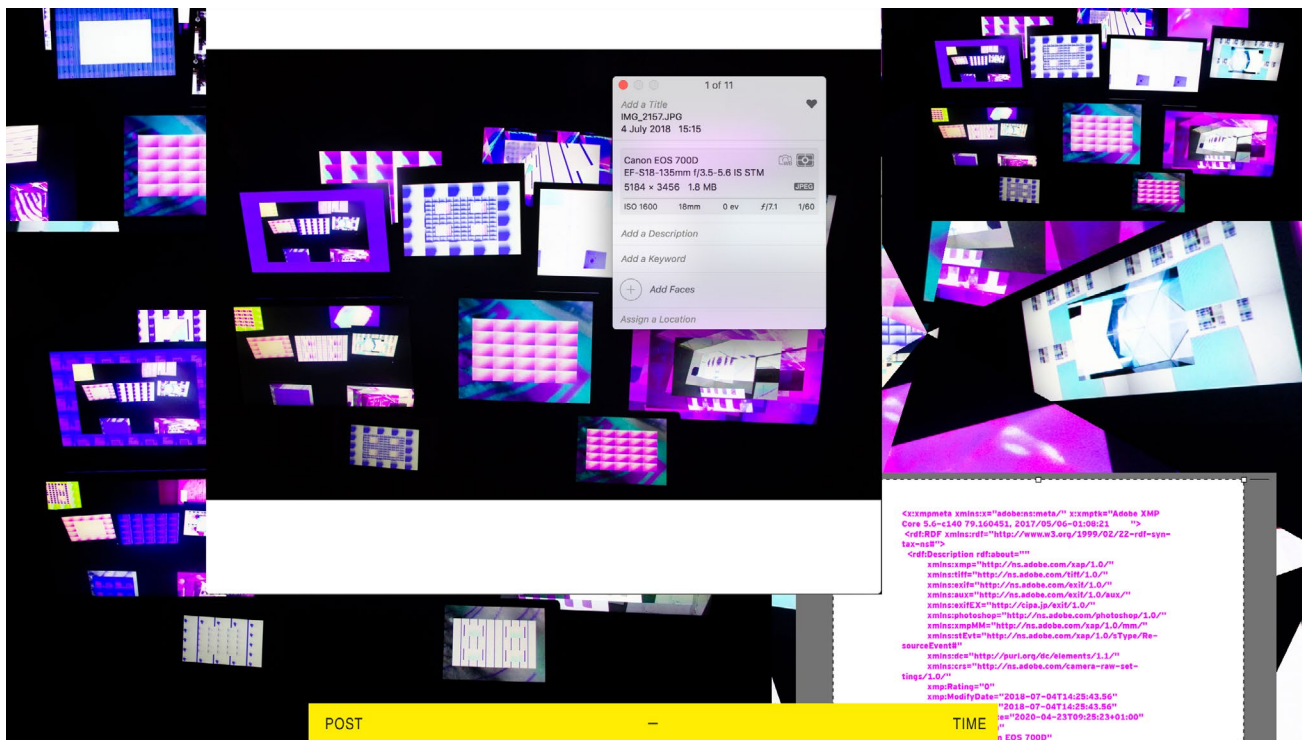 1 of 11
Add a Title
IMG_2157.JPG
4 July 2018 15:15
Canon EOS 700D
EF-S18-135mm f/3.5-5.6 IS STM
5184 × 3456 1.8 MB
JPEG
ISO 1600 18mm 0 ev ƒ/7.1 1/60
Add a Description
Add a Keyword
Add Faces
Assign a Location
<x:xmpmeta xmlns:x="adobe:ns:meta/" x:xmptk="Adobe XMP
Core 5.6-c140 79.160451, 2017/05/06-01:08:21 ">
<rdf:RDF xmlns:rdf="http://www.w3.org/1999/02/22-rdf-syn-
tax-ns#">
<rdf:Description rdf:about=""
xmlns:xmp="http://ns.adobe.com/xap/1.0/"
xmlns:tiff="http://ns.adobe.com/tiff/1.0/"
xmlns:exif="http://ns.adobe.com/exif/1.0/"
xmlns:aux="http://ns.adobe.com/exif/1.0/aux/"
xmlns:exifEX="http://cipa.jp/exif/1.0/"
xmlns:photoshop="http://ns.adobe.com/photoshop/1.0/"
xmlns:xmpMM="http://ns.adobe.com/xap/1.0/mm/"
xmlns:stEvt="http://ns.adobe.com/xap/1.0/sType/Re-
sourceEvent#"
xmlns:dc="http://purl.org/dc/elements/1.1/"
xmlns:crs="http://ns.adobe.com/camera-raw-set-
tings/1.0/"
xmp:Rating="0"
xmp:ModifyDate="2018-07-04T14:25:43.56"
"2018-07-04T14:25:43.56"
e="2020-04-23T09:25:23+01:00"
EOS 700D"
POST — TIME